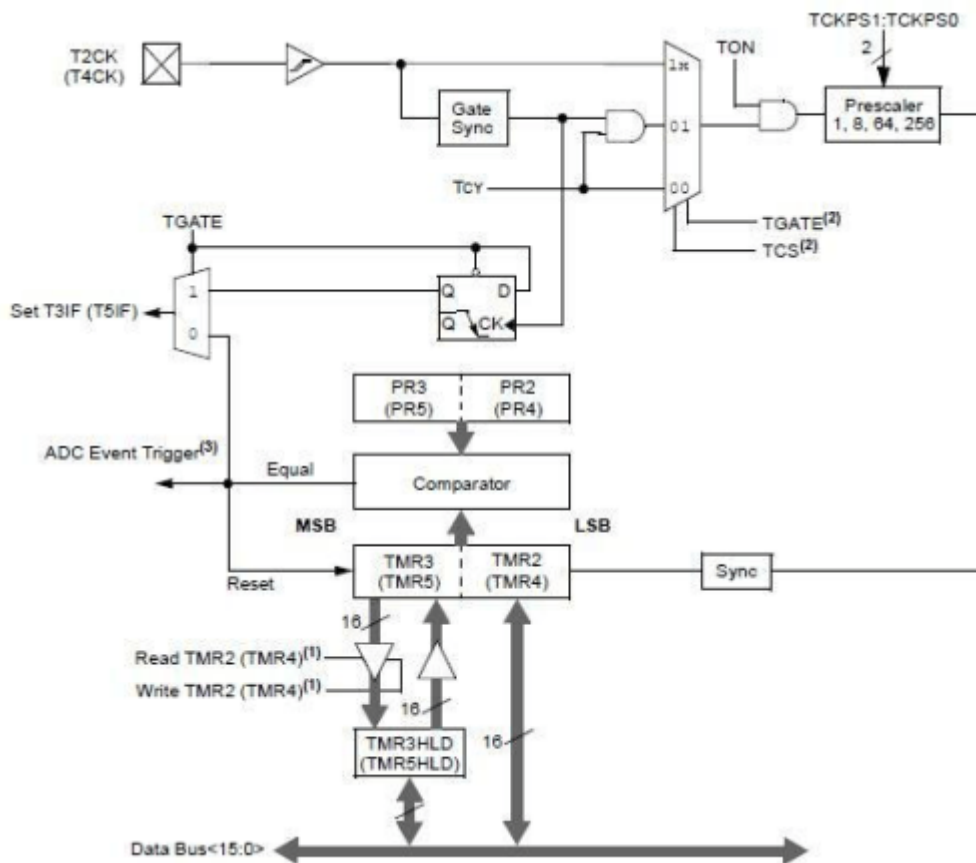 TCKPS1:TCKPS0
2
T2CK
(T4CK)
TON
1x
Gate
Sync
01
Prescaler
1, 8, 64, 256
TCY
00
TGATE
TGATE(2)
TCS(2)
1
Q D
Set T3IF (T5IF)
0
Q CK
PR3 PR2
(PR5) (PR4)
ADC Event Trigger(3)
Equal
Comparator
MSB
LSB
TMR3 TMR2
(TMR5) (TMR4)
Sync
Reset
16
Read TMR2 (TMR4)(1)
Write TMR2 (TMR4)(1)
16
TMR3HLD
(TMR5HLD)
16
Data Bus<15:0>